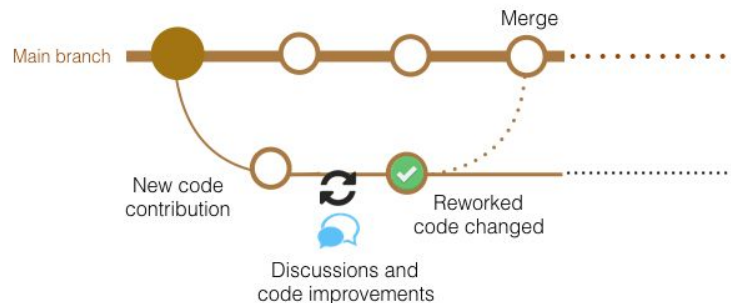 Merge
Main branch
New code
contribution
Reworked
code changed
Discussions and
code improvements